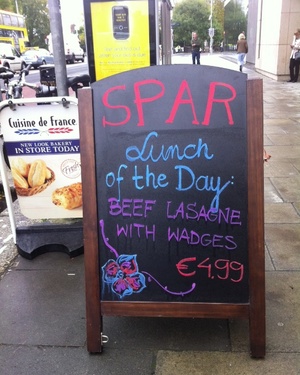 SPAR
Lunch
of the Day:
BEEF LASAGNE
WITH WADGES
€4,99
Cuisine de France
NEW LOOK BAKERY
IN STORE TODAY